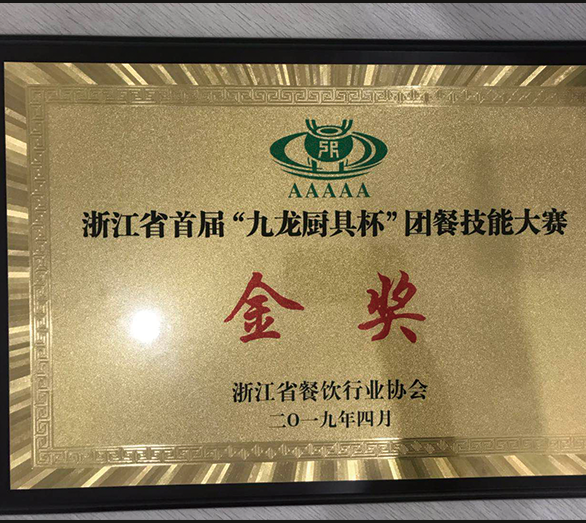 AAAAA
浙江省首届“九龙厨具杯”团餐技能大赛
金奖
浙江省餐饮行业协会
二〇一九年四月